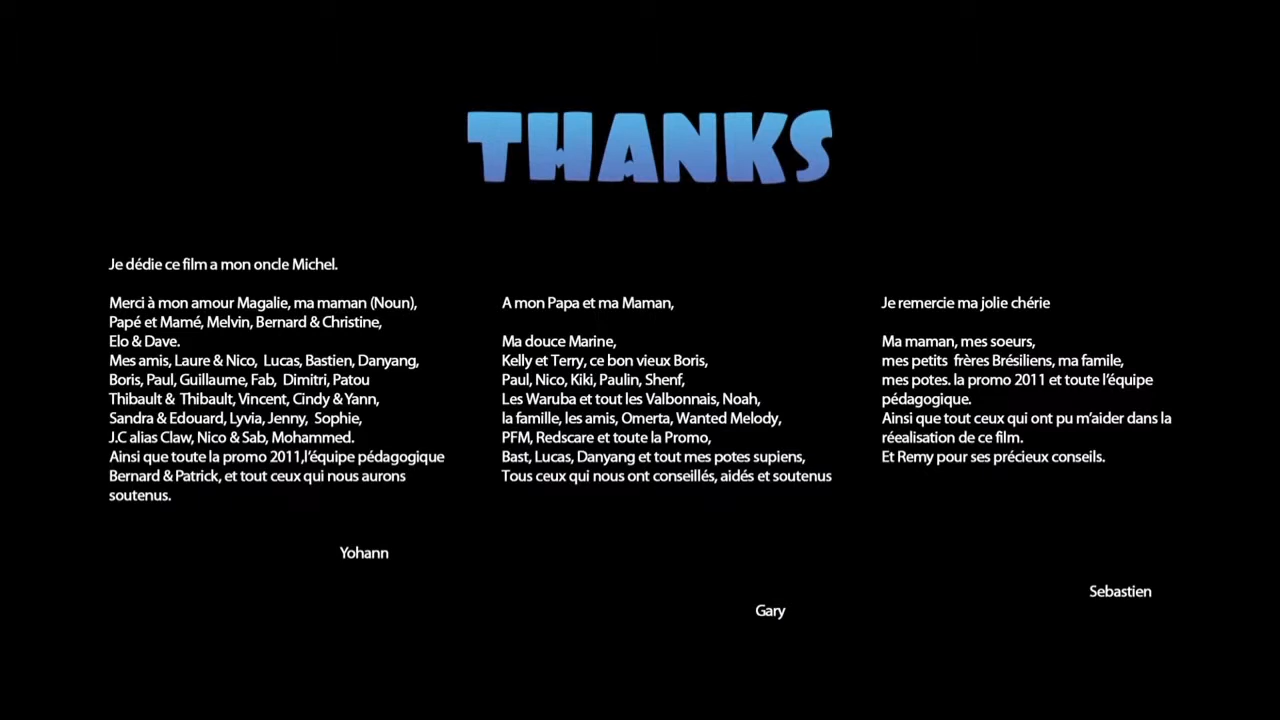 THANKS
Je dédie ce film a mon oncle Michel.
Merci à mon amour Magalie, ma maman (Noun),
Papé et Mamé, Melvin, Bernard & Christine,
Elo & Dave.
Mes amis, Laure & Nico, Lucas, Bastien, Danyang,
Boris, Paul, Guillaume, Fab, Dimitri, Patou
Thibault & Thibault, Vincent, Cindy & Yann,
Sandra & Edouard, Lyvia, Jenny, Sophie,
J.C alias Claw, Nico & Sab, Mohammed.
Ainsi que toute la promo 2011,l'équipe pédagogique
Bernard & Patrick, et tout ceux qui nous aurons
soutenus.
Yohann
A mon Papa et ma Maman,
Ma douce Marine,
Kelly et Terry, ce bon vieux Boris,
Paul, Nico, Kiki, Paulin, Shenf,
Les Waruba et tout les Valbonnais, Noah,
la famille, les amis, Omerta, Wanted Melody,
PFM, Redscare et toute la Promo,
Bast, Lucas, Danyang et tout mes potes supiens,
Tous ceux qui nous ont conseillés, aidés et soutenus
Gary
Je remercie ma jolie chérie
Ma maman, mes soeurs,
mes petits frères Brésiliens, ma famile,
mes potes. la promo 2011 et toute l'équipe
pédagogique.
Ainsi que tout ceux qui ont pu m'aider dans la
réealisation de ce film.
Et Remy pour ses précieux conseils.
Sebastien